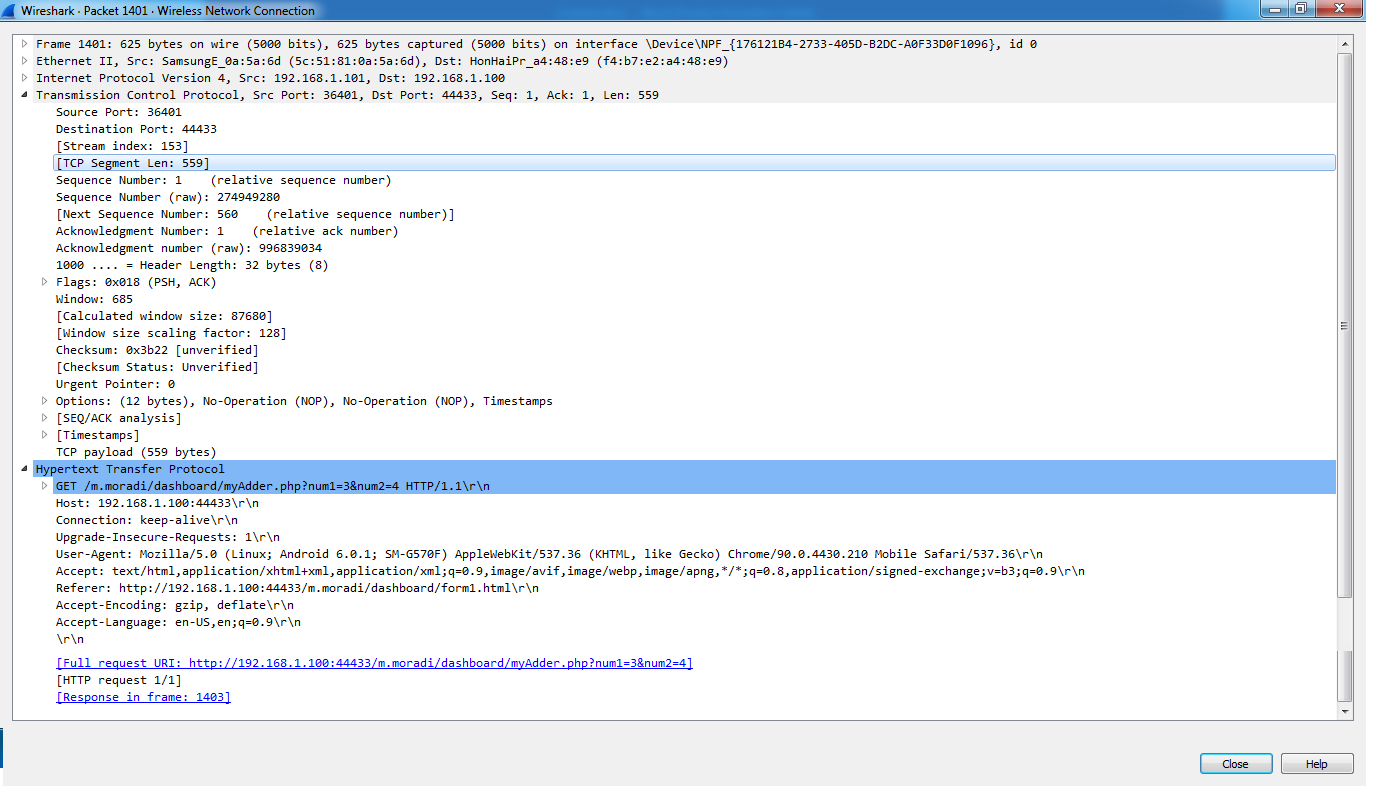 Wireshark · Packet 1401 · Wireless Network Connection
Frame 1401: 625 bytes on wire (5000 bits), 625 bytes captured (5000 bits) on interface \Device\NPF_{176121B4-2733-405D-B2DC-A0F33D0F1096}, id 0
Ethernet II, Src: SamsungE_0a:5a:6d (5c:51:81:0a:5a:6d), Dst: HonHaiPr_a4:48:e9 (f4:b7:e2:a4:48:e9)
Internet Protocol Version 4, Src: 192.168.1.101, Dst: 192.168.1.100
Transmission Control Protocol, Src Port: 36401, Dst Port: 44433, Seq: 1, Ack: 1, Len: 559
Source Port: 36401
Destination Port: 44433
[Stream index: 153]
[TCP Segment Len: 559]
Sequence Number: 1    (relative sequence number)
Sequence Number (raw): 274949280
[Next Sequence Number: 560    (relative sequence number)]
Acknowledgment Number: 1    (relative ack number)
Acknowledgment number (raw): 996839034
1000 .... = Header Length: 32 bytes (8)
Flags: 0x018 (PSH, ACK)
Window: 685
[Calculated window size: 87680]
[Window size scaling factor: 128]
Checksum: 0x3b22 [unverified]
[Checksum Status: Unverified]
Urgent Pointer: 0
Options: (12 bytes), No-Operation (NOP), No-Operation (NOP), Timestamps
[SEQ/ACK analysis]
[Timestamps]
TCP payload (559 bytes)
Hypertext Transfer Protocol
GET /m.moradi/dashboard/myAdder.php?num1=3&num2=4 HTTP/1.1\r\n
Host: 192.168.1.100:44433\r\n
Connection: keep-alive\r\n
Upgrade-Insecure-Requests: 1\r\n
User-Agent: Mozilla/5.0 (Linux; Android 6.0.1; SM-G570F) AppleWebKit/537.36 (KHTML, like Gecko) Chrome/90.0.4430.210 Mobile Safari/537.36\r\n
Accept: text/html,application/xhtml+xml,application/xml;q=0.9,image/avif,image/webp,image/apng,*/*;q=0.8,application/signed-exchange;v=b3;q=0.9\r\n
Referer: http://192.168.1.100:44433/m.moradi/dashboard/form1.html\r\n
Accept-Encoding: gzip, deflate\r\n
Accept-Language: en-US,en;q=0.9\r\n
\r\n
[Full request URI: http://192.168.1.100:44433/m.moradi/dashboard/myAdder.php?num1=3&num2=4]
[HTTP request 1/1]
[Response in frame: 1403]
Close Help